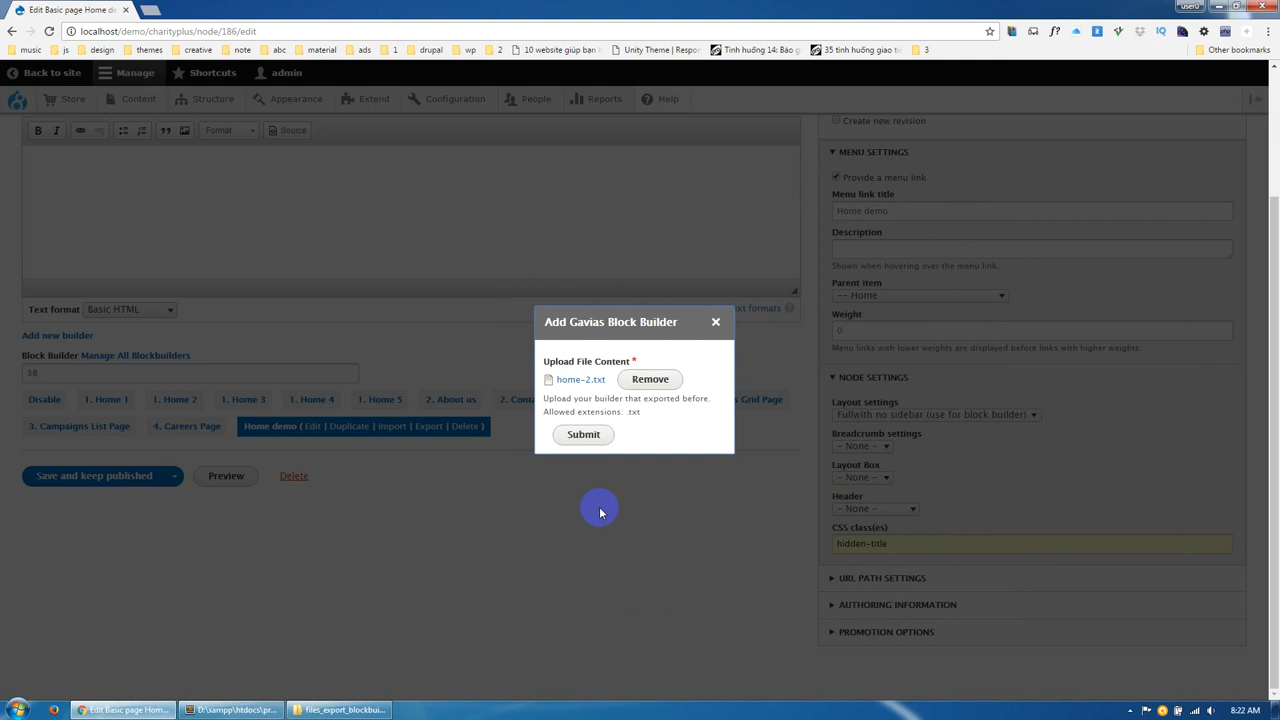 Edit Basic page Home de
user0
localhost/demo/charityplus/node/186/edit
music
js
design
themes
creative
note
abc
material
ads
1
drupal
wp
2
10 website giúp bạn
Unity Theme | Respon
Tình huống 14: Bảo
35 tình huống giao ti
3
Other bookmarks
Back to site
Manage
Shortcuts
admin
Store
Content
Structure
Appearance
Extend
Configuration
People
Reports
Help
B I
Format
Source
Create new revision
MENU SETTINGS
Provide a menu link
Menu link title
Home demo
Description
Shown when hovering over the menu link.
Parent item
-- Home
Weight
0
Menu links with lower weights are displayed before links with higher weights.
Text format
Basic HTML
text formats
Add new builder
Block Builder Manage All Blockbuilders
38
Disable
1. Home 1
1. Home 2
1. Home 3
1. Home 4
1. Home 5
2. About us
2. Conta
s Grid Page
3. Campaigns List Page
4. Careers Page
Home demo ( Edit | Duplicate | Import | Export | Delete )
Save and keep published
Preview
Delete
Add Gavias Block Builder
Upload File Content *
home-2.txt
Remove
Upload your builder that exported before.
Allowed extensions: .txt
Submit
NODE SETTINGS
Layout settings
Fullwith no sidebar (use for block builder)
Breadcrumb settings
- None -
Layout Box
- None -
Header
- None -
CSS class(es)
hidden-title
URL PATH SETTINGS
AUTHORING INFORMATION
PROMOTION OPTIONS
Edit Basic page Hom...
D:\xampp\htdocs\pr...
files_export_blockbui...
8:22 AM